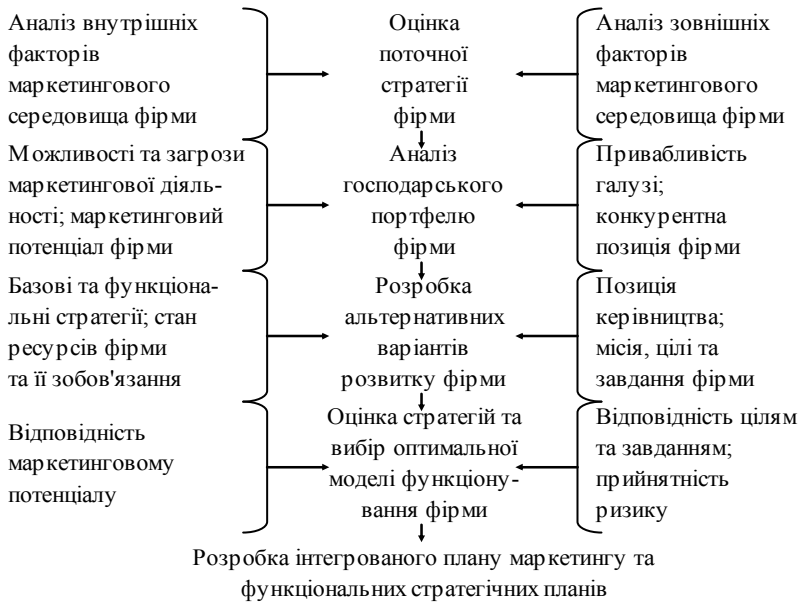 Аналіз внутрішніх
факторів
маркетингового
середовища фірми
Оцінка
поточної
стратегії
фірми
Аналіз зовнішніх
факторів
маркетингового
середовища фірми
Можливості та загрози
маркетингової діяль-
ності; маркетинговий
потенціал фірми
Аналіз
господарського
портфелю
фірми
Привабливість
галузі;
конкурентна
позиція фірми
Базові та функціона-
льні стратегії; стан
ресурсів фірми
та її зобов'язання
Розробка
альтернативних
варіантів
розвитку фірми
Позиція
керівництва;
місія, цілі та
завдання фірми
Відповідність
маркетинговому
потенціалу
Оцінка стратегій та
вибір оптимальної
моделі функціону-
вання фірми
Відповідність цілям
та завданням;
прийнятність
ризику
Розробка інтегрованого плану маркетингу та
функціональних стратегічних планів